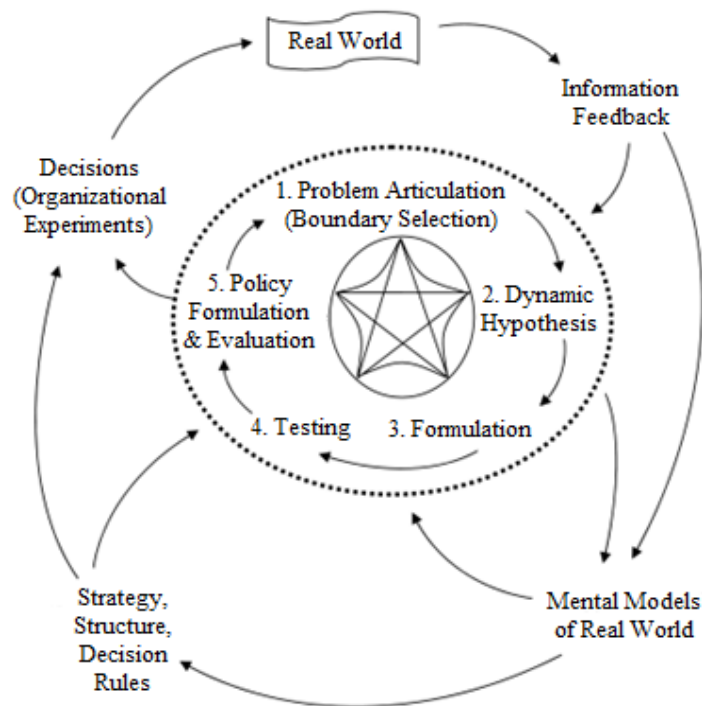 Real World
Information
Feedback
Decisions
(Organizational
Experiments)
1. Problem Articulation
(Boundary Selection)
5. Policy
Formulation
& Evaluation
2. Dynamic
Hypothesis
4. Testing
3. Formulation
Strategy,
Structure,
Decision
Rules
Mental Models
of Real World